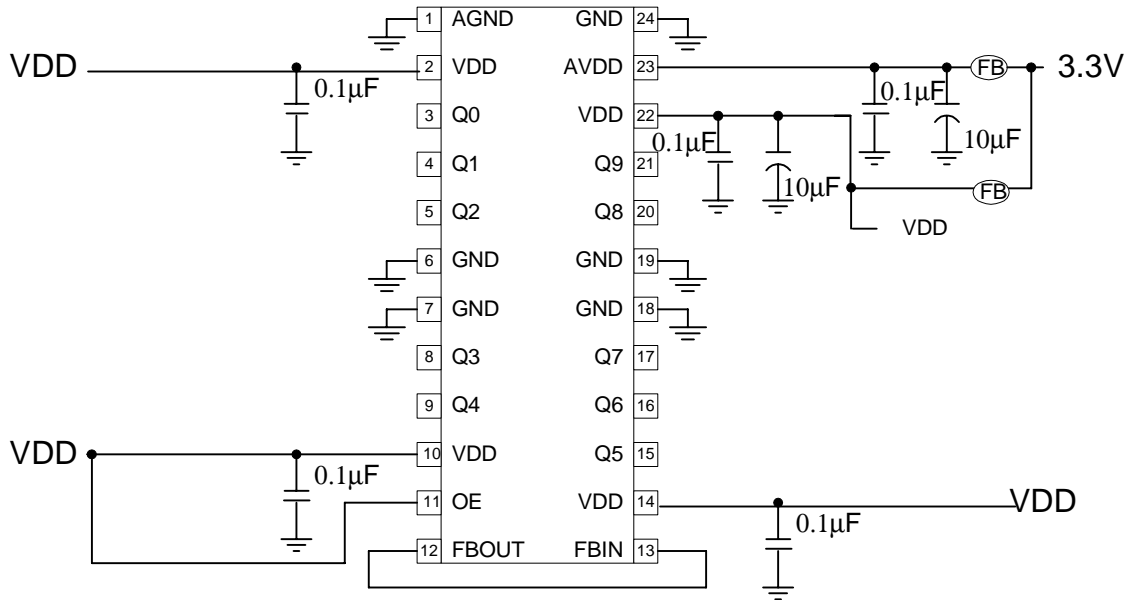 1 AGND GND 24
VDD 2 VDD AVDD 23 FB 3.3V
0.1µF 0.1µF
3 Q0 VDD 22 10µF
0.1µF
4 Q1 Q9 21
10µF FB
5 Q2 Q8 20
VDD
6 GND GND 19
7 GND GND 18
8 Q3 Q7 17
9 Q4 Q6 16
VDD 10 VDD Q5 15
0.1µF
11 OE VDD 14 VDD
0.1µF
12 FBOUT FBIN 13